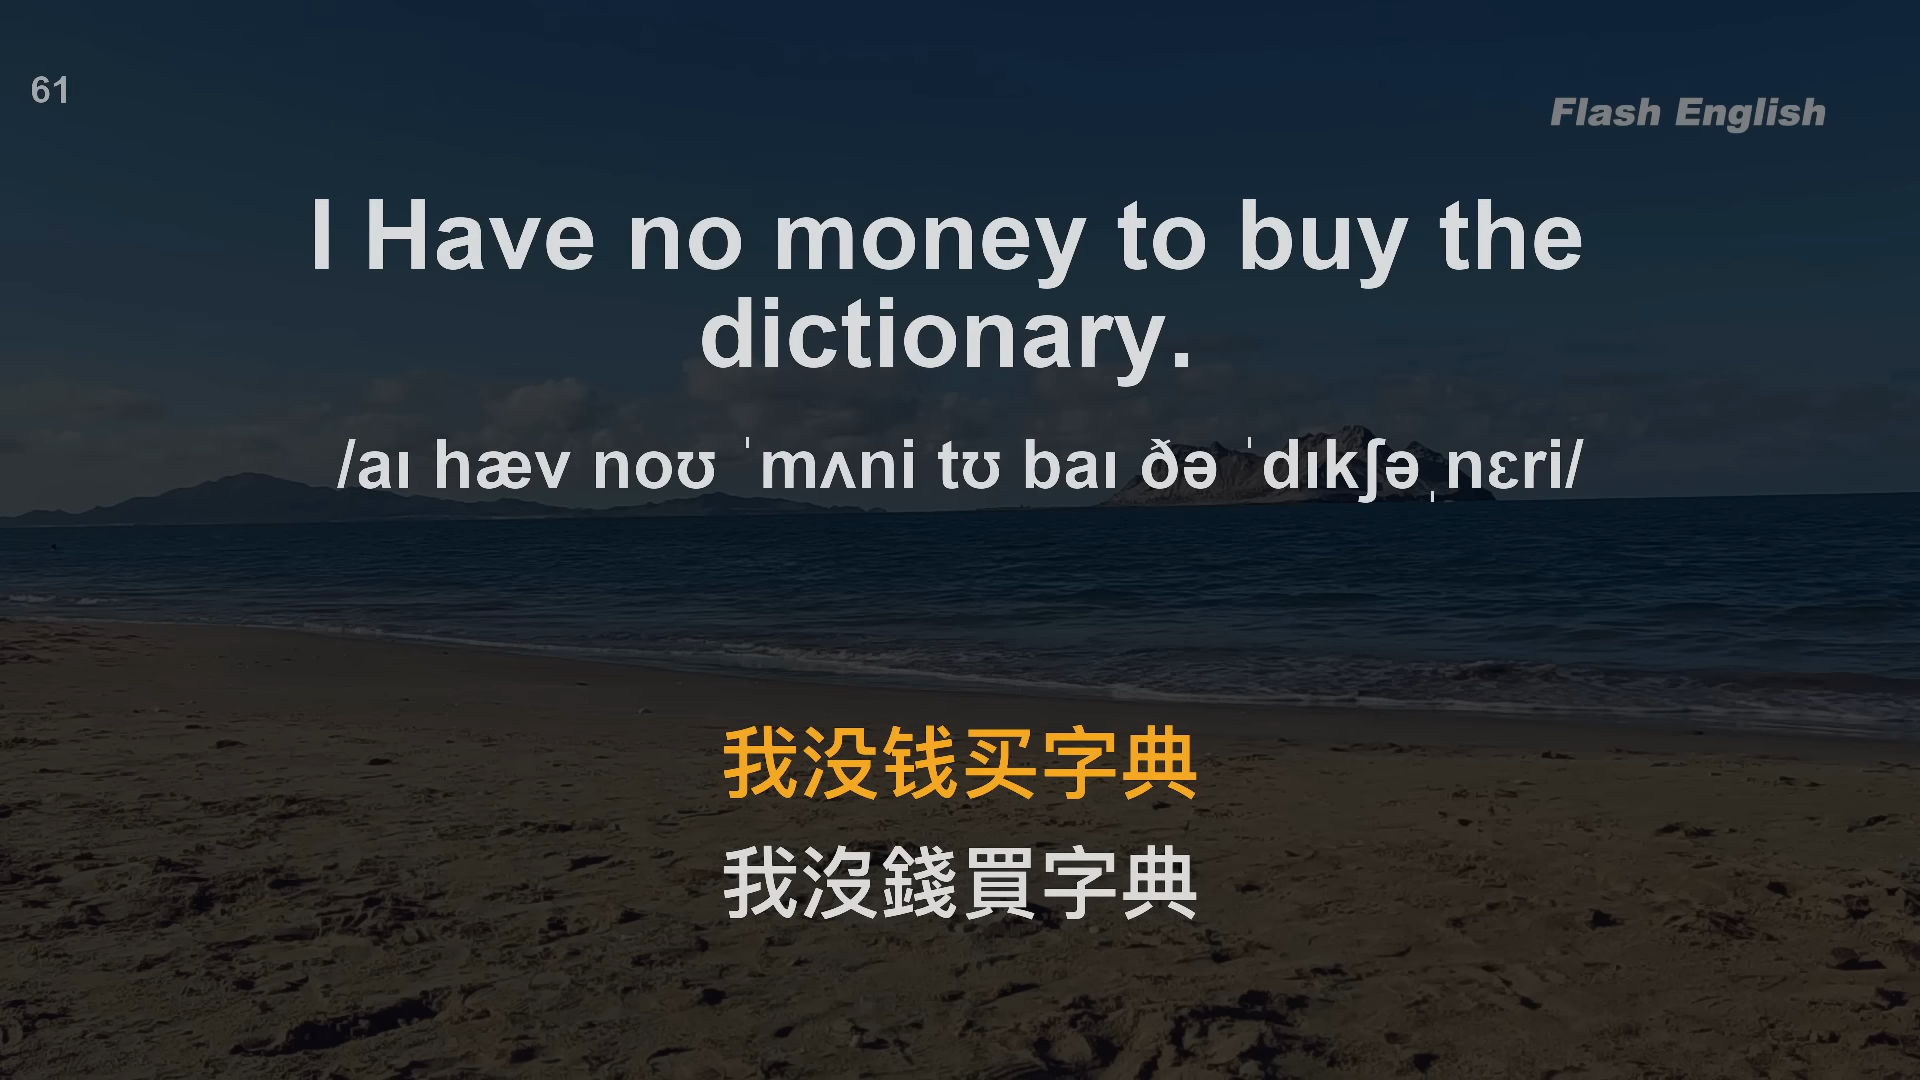 61
Flash English
I Have no money to buy the
dictionary.
/aɪ hæv noʊ ˈmʌni tʊ baɪ ðə ˈdɪkʃəˌnɛri/
我没钱买字典
我沒錢買字典